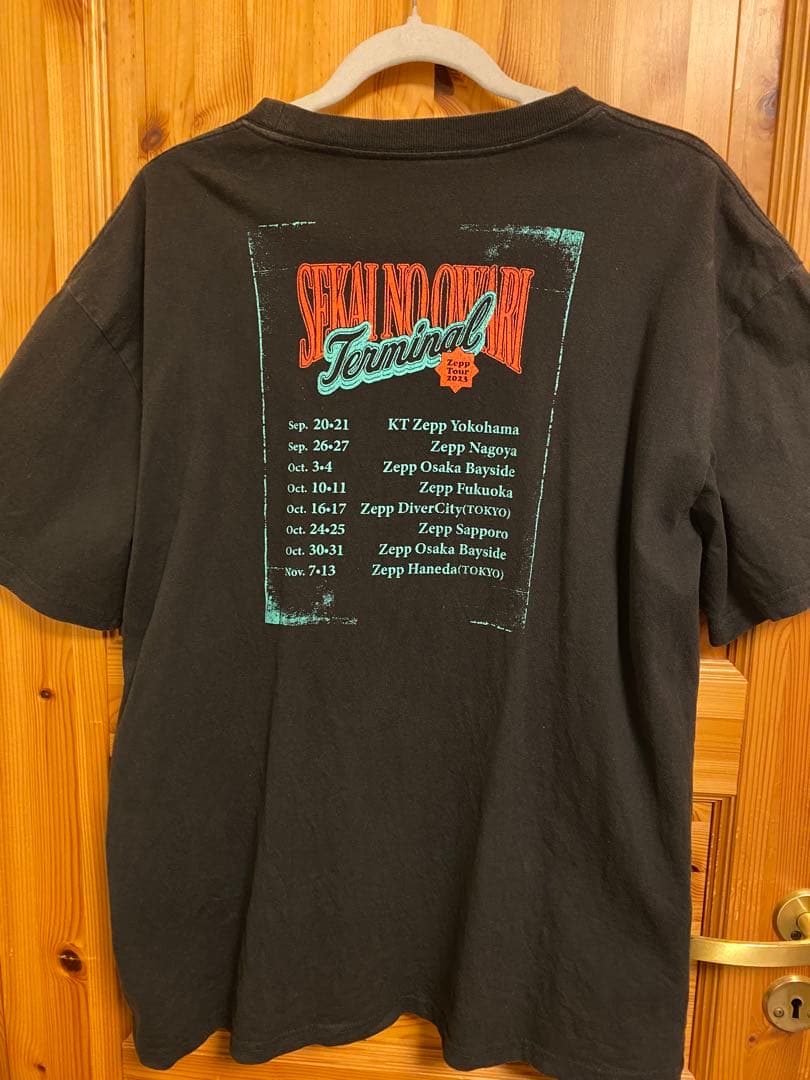 SEKAI NO OWARI
Terminal
Zepp
Tour
2023
Sep. 20•21 KT Zepp Yokohama
Sep. 26•27 Zepp Nagoya
Oct. 3•4 Zepp Osaka Bayside
Oct. 10•11 Zepp Fukuoka
Oct. 16•17 Zepp DiverCity(TOKYO)
Oct. 24•25 Zepp Sapporo
Oct. 30•31 Zepp Osaka Bayside
Nov. 7•13 Zepp Haneda(TOKYO)